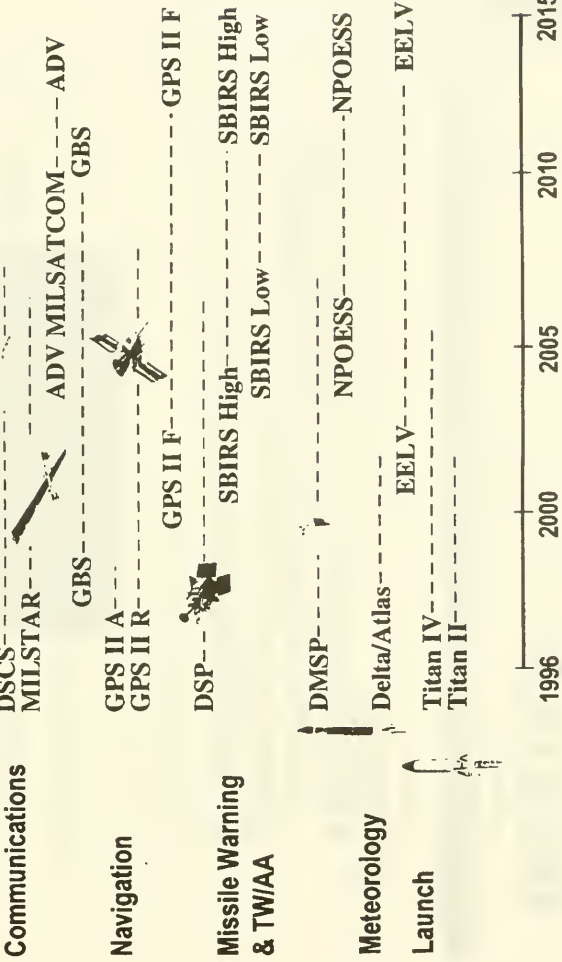 Communications
DSCS
MILSTAR
ADV MILSATCOM ADV
GBS GBS
Navigation
GPS II A
GPS II R
GPS II F GPS II F
Missile Warning
& TW/AA
DSP
SBIRS High SBIRS High
SBIRS Low SBIRS Low
Meteorology
DMSP
NPOESS NPOESS
Launch
Delta/Atlas
EELV EELV
Titan IV
Titan II
1996 2000 2005 2010 2015